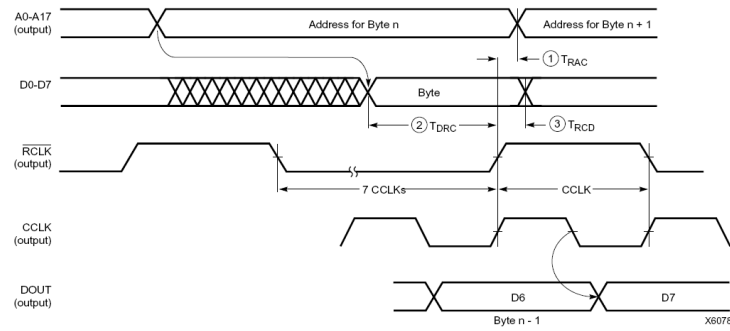 A0-A17
(output)
Address for Byte n
Address for Byte n + 1
① TRAC
D0-D7
Byte
② TDRC
③ TRCD
RCLK
(output)
7 CCLKs
CCLK
CCLK
(output)
DOUT
(output)
D6
D7
Byte n - 1
X6078